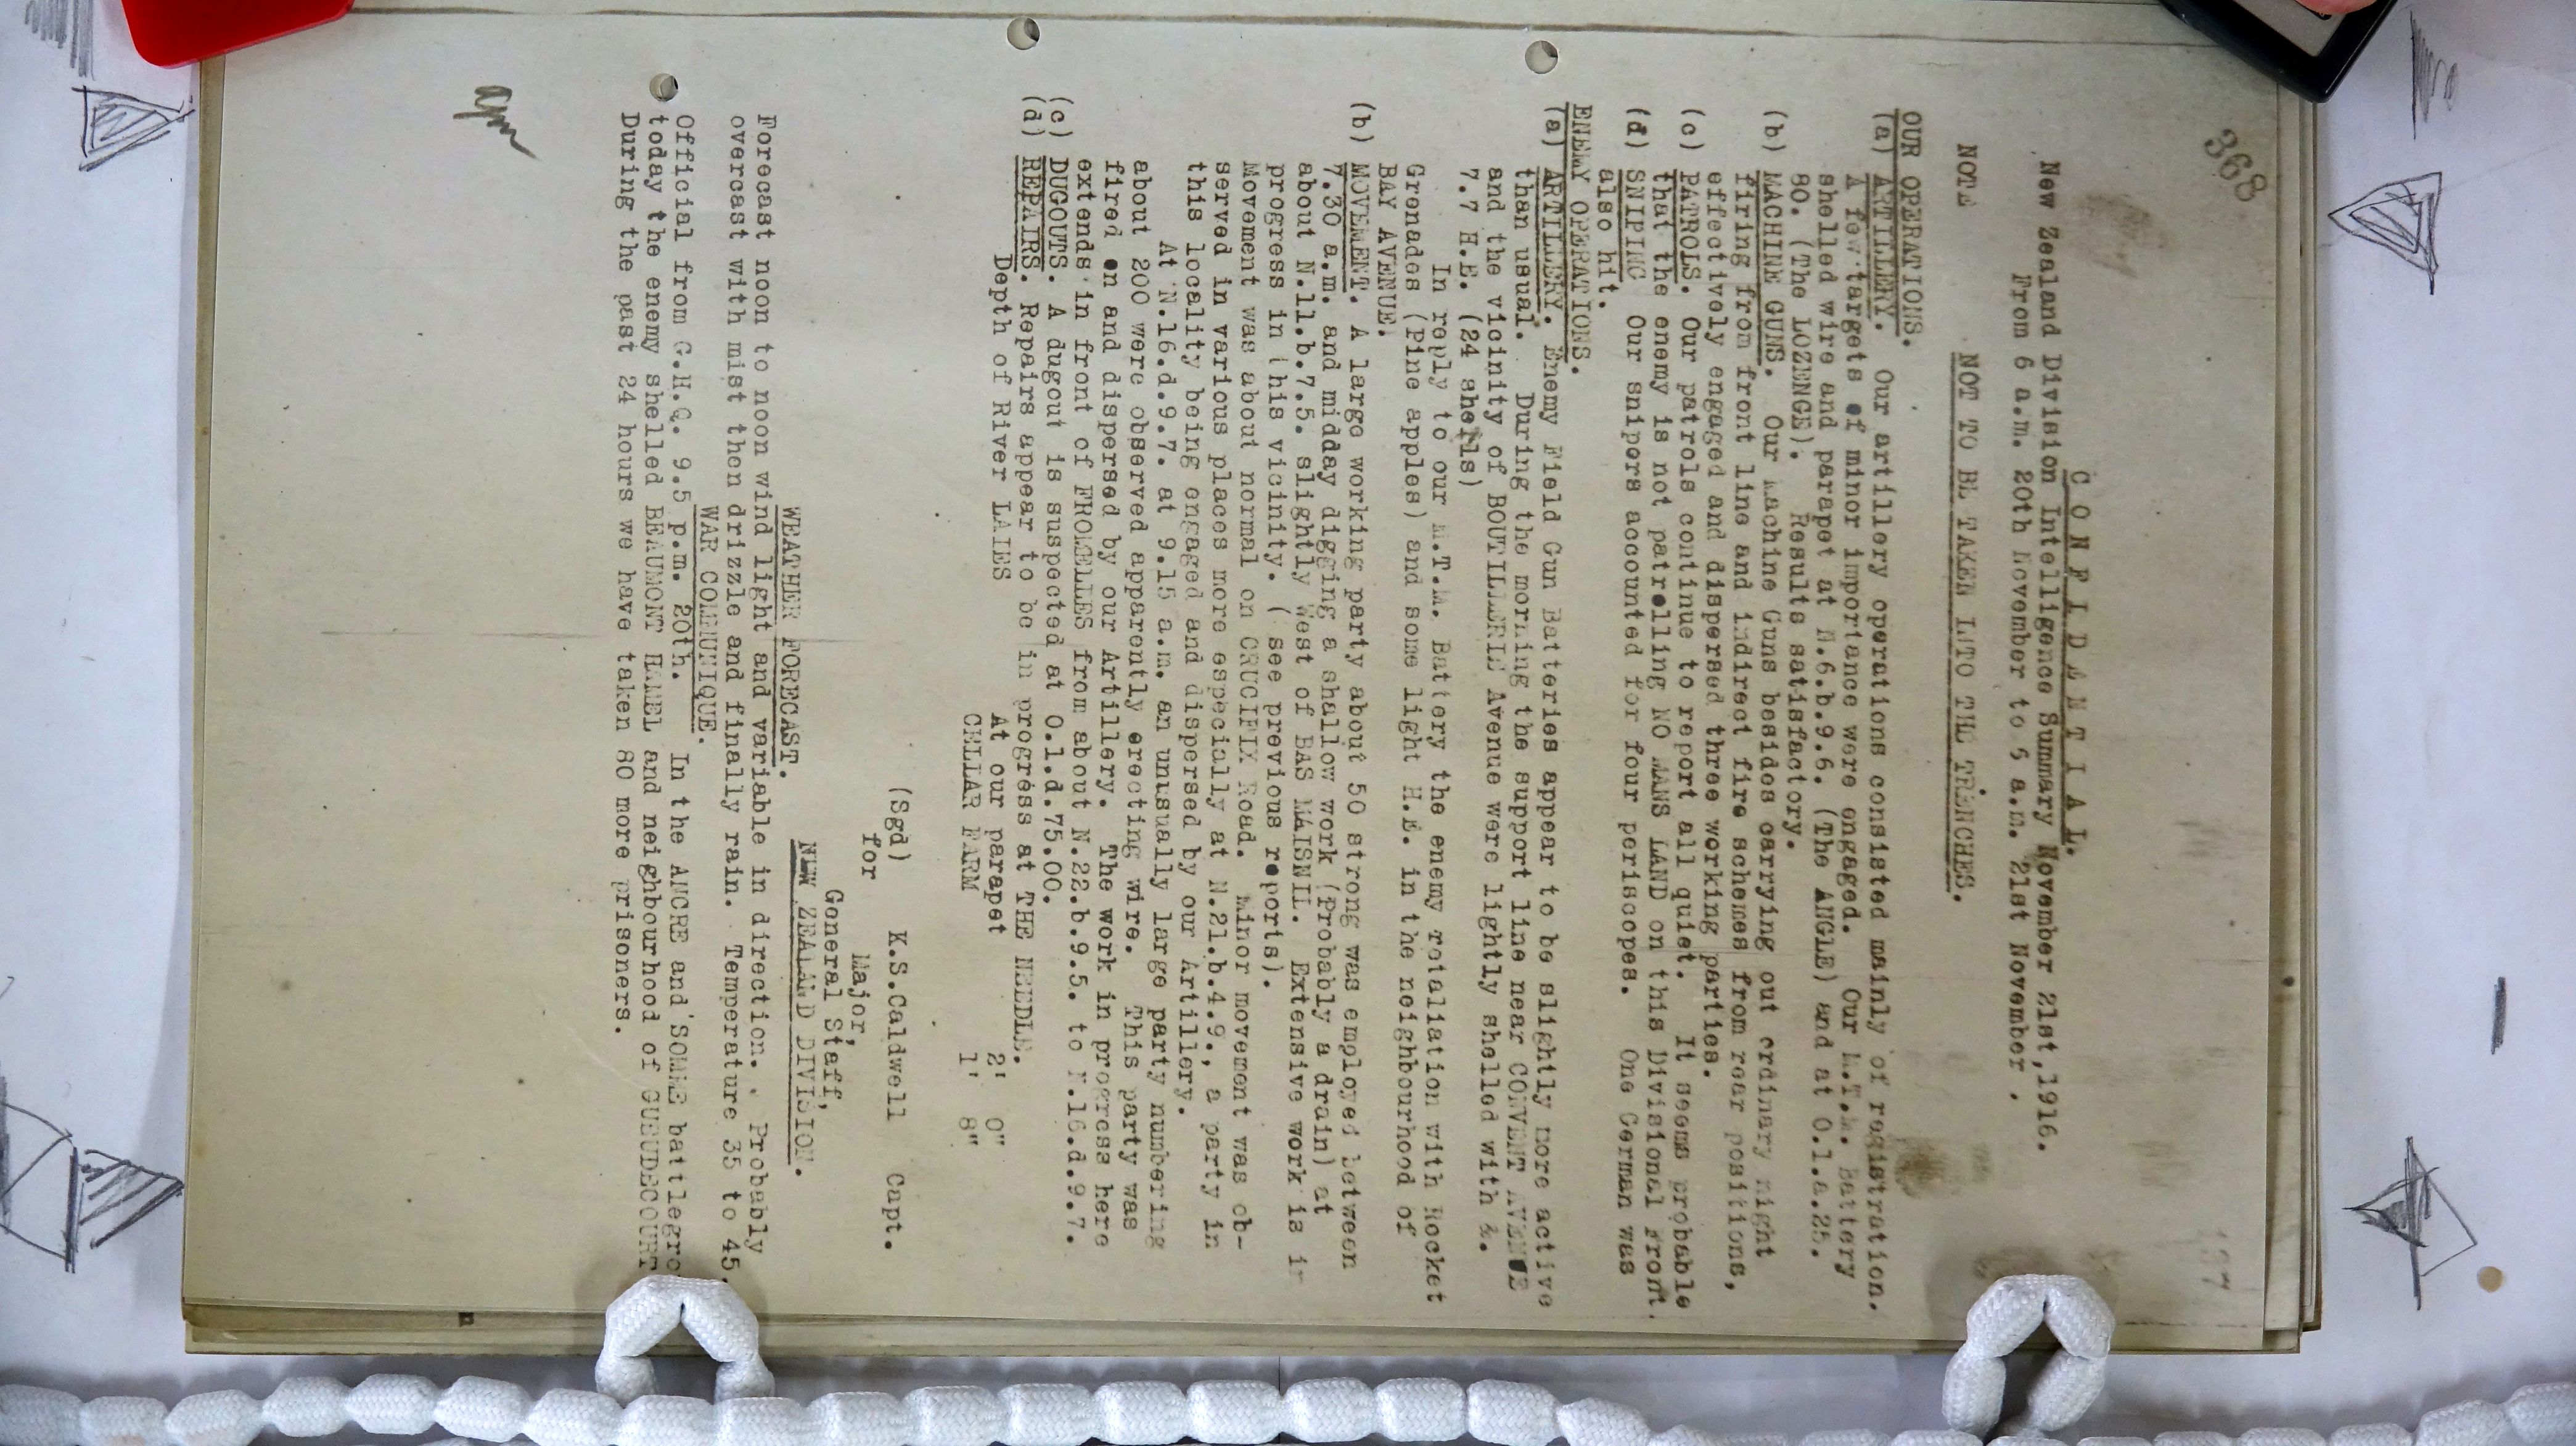 368
C O N F I D E N T I A L.
New Zealand Division Intelligence Summary November 21st,1916.
From 6 a.m. 20th November to 6 a.m. 21st November .
NOTE NOT TO BE TAKEN INTO THE TRENCHES.
OUR OPERATIONS.
(a) ARTILLERY. Our artillery operations consisted mainly of registration.
A few targets of minor importance were engaged. Our M.T.M. Battery
shelled wire and parapet at N.6.b.9.6. (The ANGLE) and at O.1.a.25.
80. (The LOZENGE). Results satisfactory.
(b) MACHINE GUNS. Our Machine Guns besides carrying out ordinary night
firing from front line and indirect fire schemes from rear positions,
effectively engaged and dispersed three working parties.
(c) PATROLS. Our patrols continue to report all quiet. It seems probable
that the enemy is not patrolling NO MANS LAND on this Divisional Front.
(d) SNIPING Our snipers accounted for four periscopes. One German was
also hit.
ENEMY OPERATIONS.
(a) ARTILLERY. Enemy Field Gun Batteries appear to be slightly more active
than usual. During the morning the support line near CONVENT AVENUE
and the vicinity of BOUTILLERIE Avenue were lightly shelled with 4.
7.7 H.E. (24 shells)
In reply to our M.T.M. Battery the enemy retaliation with Rocket
Grenades (Pine apples) and some light H.E. in the neighbourhood of
BAY AVENUE.
(b) MOVEMENT. A large working party about 50 strong was employed between
7.30 a.m. and midday digging a shallow work (Probably a drain) at
about N.11.b.7.5. slightly West of BAS MAISNIL. Extensive work is in
progress in this vicinity. ( see previous reports).
Movement was about normal on CRUCIFIX Road. Minor movement was ob-
served in various places more especially at N.21.b.4.9., a party in
this locality being engaged and dispersed by our Artillery.
At N.16.d.9.7. at 9.15 a.m. an unusually large party numbering
about 200 were observed apparently erecting wire. This party was
fired on and dispersed by our Artillery. The work in progress here
extends in front of FROMELLES from about N.22.b.9.5. to N.16.d.9.7.
(c) DUGOUTS. A dugout is suspected at O.1.d.75.00.
(d) REPAIRS. Repairs appear to be in progress at THE NEEDLE.
Depth of River LAIES At our parapet 2' 0"
CELLAR FARM 1' 8"
(Sgd) K.S.Caldwell Capt.
for Major,
General Staff,
NEW ZEALAND DIVISION.
WEATHER FORECAST.
Forecast noon to noon wind light and variable in direction. . Probably
overcast with mist then drizzle and finally rain. Temperature 35 to 45.
WAR COMMUNIQUE.
Official from G.H.Q. 9.5 p.m. 20th. In the ANCRE and SOMME battlegro
today the enemy shelled BEAUMONT HAMEL and neighbourhood of GUEUDECOURT
During the past 24 hours we have taken 80 more prisoners.